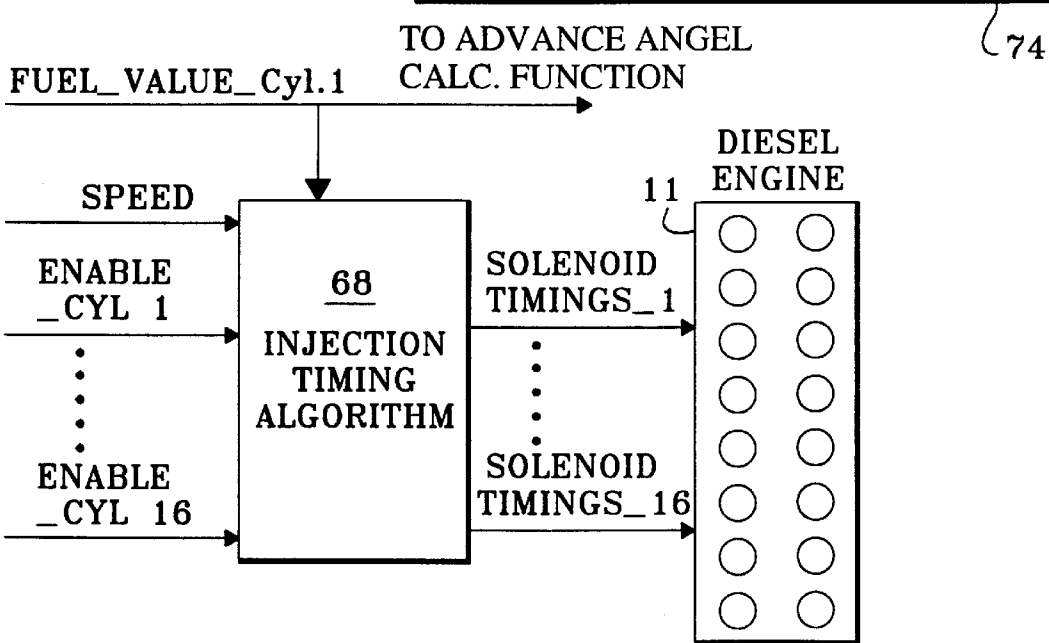 74
TO ADVANCE ANGEL
CALC. FUNCTION
FUEL_VALUE_Cyl.1
DIESEL
ENGINE
11
SPEED
ENABLE
_CYL 1
68
INJECTION
TIMING
ALGORITHM
SOLENOID
TIMINGS_1
ENABLE
_CYL 16
SOLENOID
TIMINGS_16